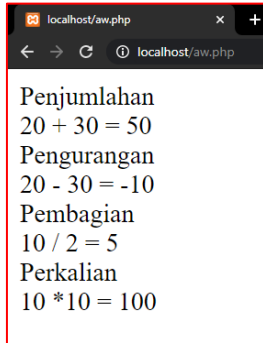 localhost/aw.php
localhost/aw.php
Penjumlahan
20 + 30 = 50
Pengurangan
20 - 30 = -10
Pembagian
10 / 2 = 5
Perkalian
10 *10 = 100